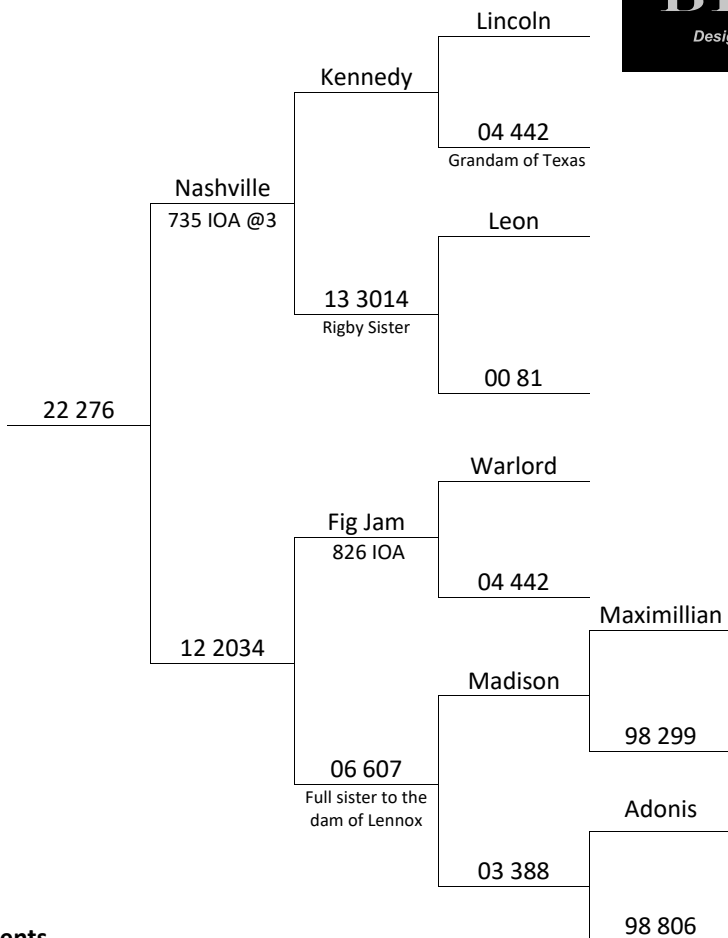 Lincoln
Desig
Kennedy
04 442
Grandam of Texas
Nashville
735 IOA @3
Leon
13 3014
Rigby Sister
00 81
22 276
Warlord
Fig Jam
826 IOA
04 442
Maximillian
12 2034
Madison
98 299
06 607
Full sister to the
dam of Lennox
Adonis
03 388
98 806